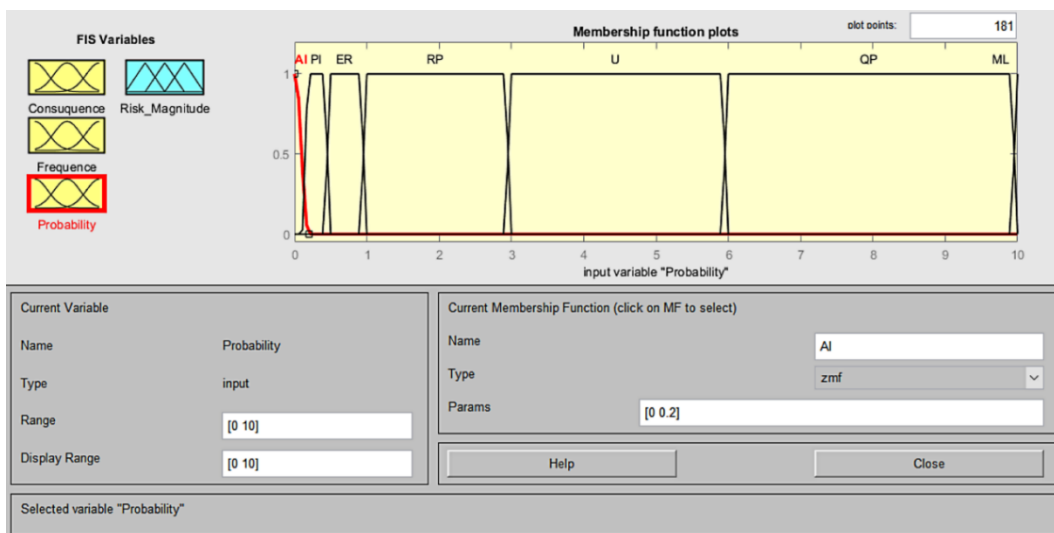 FIS Variables
Membership function plots
plot points:
181
Consuquence
Risk_Magnitude
Frequence
Probability
AI
PI
ER
RP
U
QP
ML
1
0.5
0
0
1
2
3
4
5
6
7
8
9
10
input variable "Probability"
Current Variable
Name
Probability
Type
input
Range
[0 10]
Display Range
[0 10]
Current Membership Function (click on MF to select)
Name
AI
Type
zmf
Params
[0 0.2]
Help
Close
Selected variable "Probability"